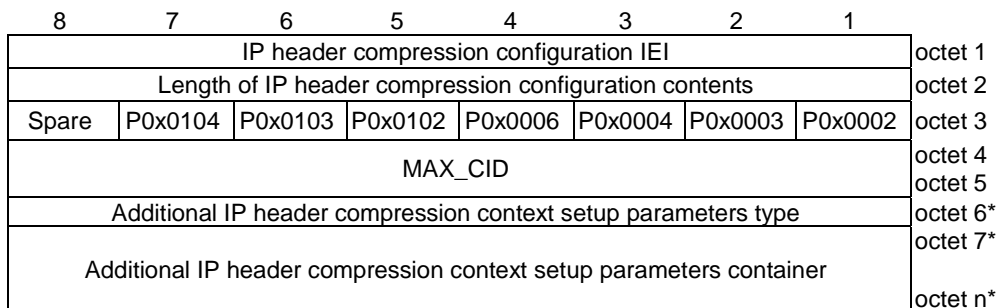 8 7 6 5 4 3 2 1
IP header compression configuration IEI octet 1
Length of IP header compression configuration contents octet 2
Spare P0x0104 P0x0103 P0x0102 P0x0006 P0x0004 P0x0003 P0x0002 octet 3
MAX_CID octet 4
octet 5
Additional IP header compression context setup parameters type octet 6*
octet 7*
Additional IP header compression context setup parameters container
octet n*